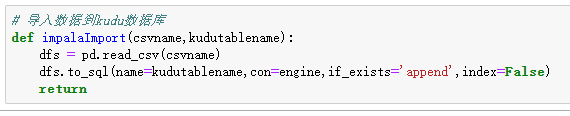 # 导入数据到kudu数据库
def impalaImport(csvname,kudutablename):
    dfs = pd.read_csv(csvname)
    dfs.to_sql(name=kudutablename,con=engine,if_exists='append',index=False)
    return